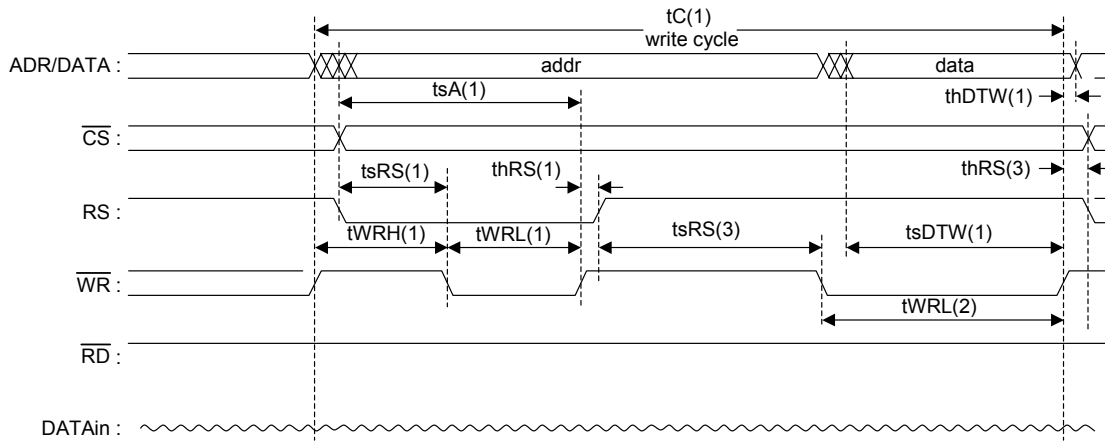 tC(1)
write cycle
ADR/DATA :
addr
data
tsA(1)
thDTW(1)
CS :
tsRS(1)
thRS(1)
thRS(3)
RS :
tWRH(1)
tWRL(1)
tsRS(3)
tsDTW(1)
WR :
tWRL(2)
RD :
DATAin :